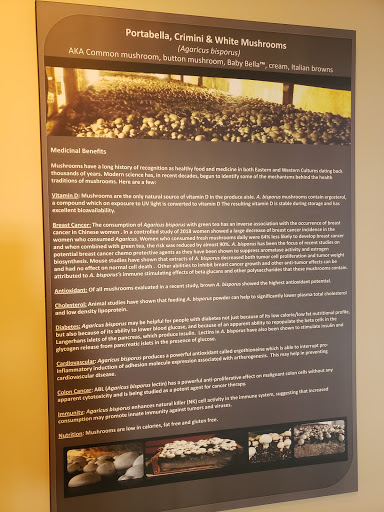 Portabella, Crimini & White Mushrooms
(Agaricus bisporus)
AKA Common mushroom, button mushroom, Baby Bella™, cream, Italian browns
Medicinal Benefits
Mushrooms have a long history of recognition as healthy food and medicine in both Eastern and Western Cultures dating back
thousands of years. Modern science has, in recent decades, begun to identify some of the mechanisms behind the health
traditions of mushrooms. Here are a few:
Vitamin D: Mushrooms are the only natural source of vitamin D in the produce aisle. A. bisporus mushrooms contain ergosterol,
a compound which on exposure to UV light is converted to vitamin D The resulting vitamin D is stable during storage and has
excellent bioavailability.
Breast Cancer: The consumption of Agaricus bisporus with green tea has an inverse association with the occurrence of breast
cancer in Chinese women . In a controlled study of 2018 women showed a large decrease of breast cancer incidence in the
women who consumed Agaricus. Women who consumed fresh mushrooms daily were 64% less likely to develop breast cancer
and when combined with green tea, the risk was reduced by almost 90%. A. bisporus has been the focus of recent studies on
potential breast cancer chemo protective agents as they have been shown to suppress aromatase activity and estrogen
biosynthesis. Mouse studies have shown that extracts of A. bisporus decreased both tumor cell proliferation and tumor weight
and had no effect on normal cell death . Other abilities to inhibit breast cancer growth and other anti-tumor effects can be
attributed to A. bisporus's immune stimulating effects of beta glucans and other polysaccharides that these mushrooms contain.
Antioxidant: Of all mushrooms evaluated in a recent study, brown A. bisporus showed the highest antioxidant potential.
Cholesterol: Animal studies have shown that feeding A. bisporus powder can help to significantly lower plasma total cholesterol
and low density lipoprotein.
Diabetes: Agaricus bisporus may be helpful for people with diabetes not just because of its low calorie/low fat nutritional profile,
but also because of its ability to lower blood glucose, and because of an apparent ability to repopulate the beta cells in the
Langerhans islets of the pancreas, which produce insulin. Lectins in A. bisporus have also been shown to stimulate insulin and
glycogen release from pancreatic islets in the presence of glucose.
Cardiovascular: Agaricus bisporus produces a powerful antioxidant called ergothioneine which is able to interrupt pro-
inflammatory induction of adhesion molecule expression associated with artherogenesis. This may help in preventing
cardiovascular disease.
Colon Cancer: ABL (Agaricus bisporus lectin) has a powerful anti-proliferative effect on malignant colon cells without any
apparent cytotoxicity and is being studied as a potent agent for cancer therapy.
Immunity: Agaricus bisporus enhances natural killer (NK) cell activity in the immune system, suggesting that increased
consumption may promote innate immunity against tumors and viruses.
Nutrition: Mushrooms are low in calories, fat free and gluten free.